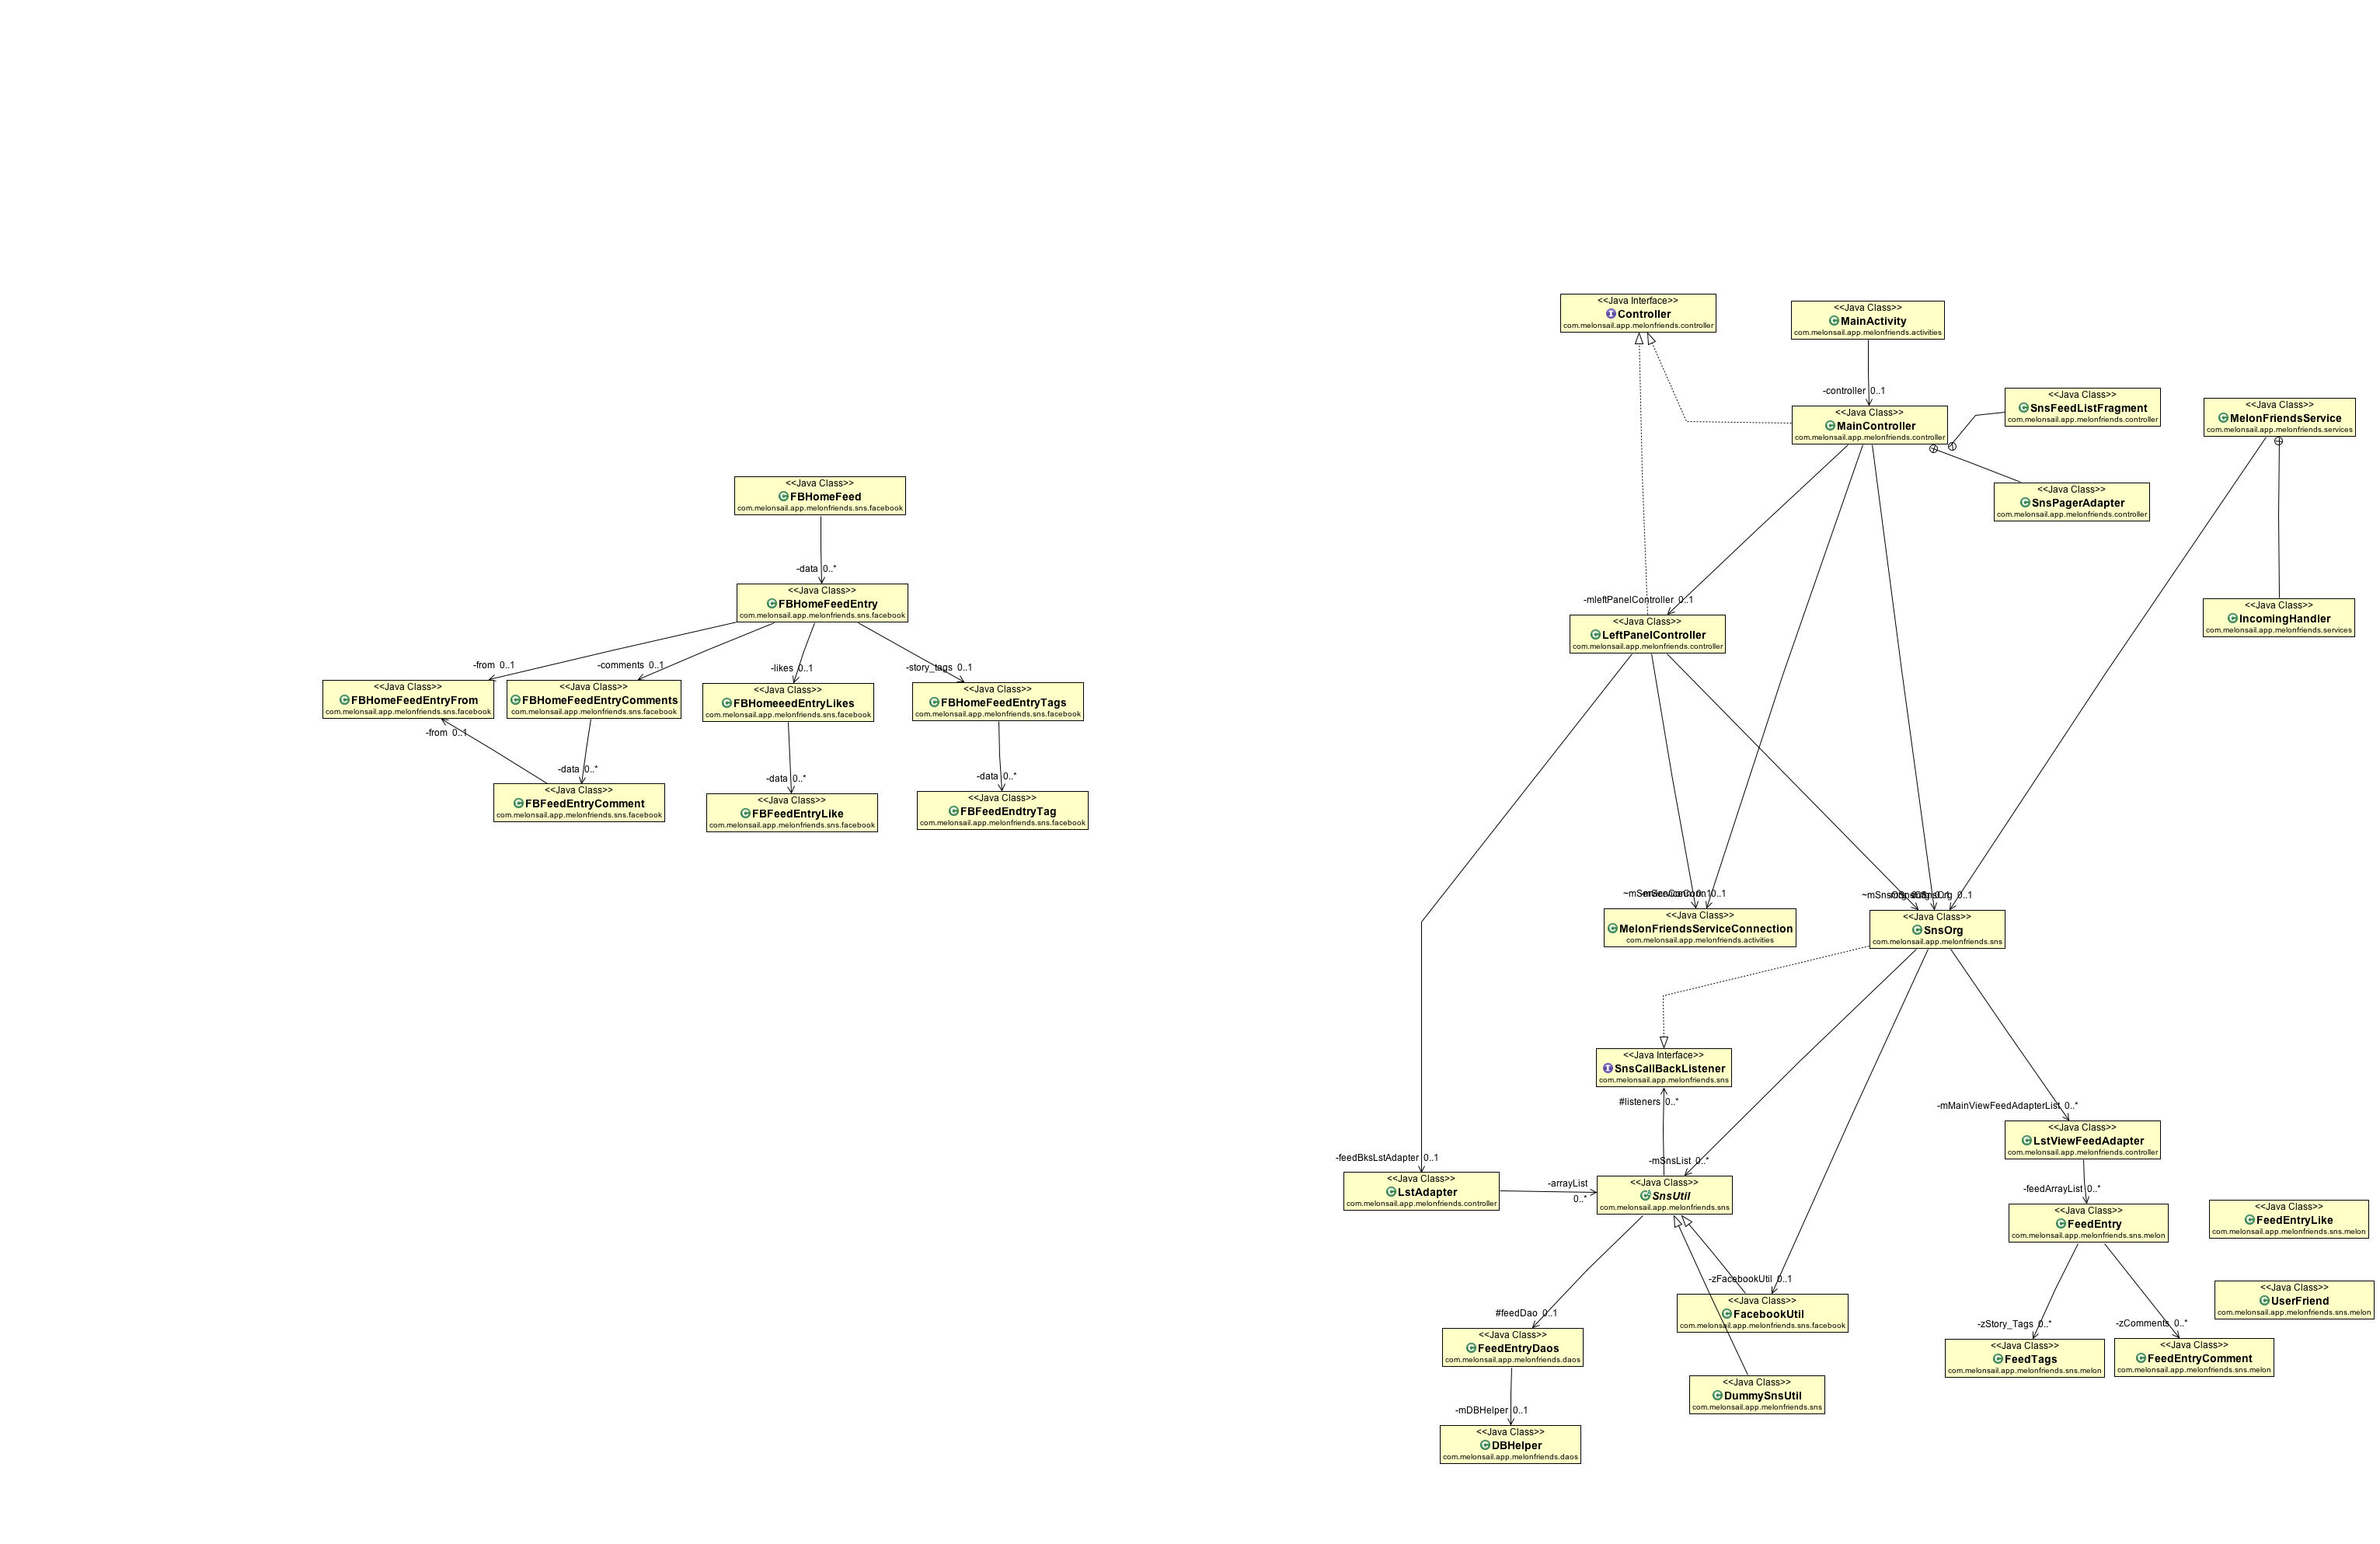 <<Java Class>>
FBHomeFeed
com.melonsail.app.melonfriends.sns.facebook
-data 0..*
<<Java Class>>
FBHomeFeedEntry
com.melonsail.app.melonfriends.sns.facebook
-from 0..1
-comments 0..1
-likes 0..1
-story_tags 0..1
<<Java Class>>
FBHomeFeedEntryFrom
com.melonsail.app.melonfriends.sns.facebook
<<Java Class>>
FBHomeFeedEntryComments
com.melonsail.app.melonfriends.sns.facebook
<<Java Class>>
FBHomeeedEntryLikes
com.melonsail.app.melonfriends.sns.facebook
<<Java Class>>
FBHomeFeedEntryTags
com.melonsail.app.melonfriends.sns.facebook
-from 0..1
-data 0..*
-data 0..*
-data 0..*
<<Java Class>>
FBFeedEntryComment
com.melonsail.app.melonfriends.sns.facebook
<<Java Class>>
FBFeedEntryLike
com.melonsail.app.melonfriends.sns.facebook
<<Java Class>>
FBFeedEndtryTag
com.melonsail.app.melonfriends.sns.facebook
<<Java Interface>>
Controller
com.melonsail.app.melonfriends.controller
<<Java Class>>
MainActivity
com.melonsail.app.melonfriends.activities
-controller 0..1
<<Java Class>>
MainController
com.melonsail.app.melonfriends.controller
<<Java Class>>
SnsFeedListFragment
com.melonsail.app.melonfriends.controller
<<Java Class>>
MelonFriendsService
com.melonsail.app.melonfriends.services
<<Java Class>>
SnsPagerAdapter
com.melonsail.app.melonfriends.controller
-mleftPanelController 0..1
<<Java Class>>
LeftPanelController
com.melonsail.app.melonfriends.controller
<<Java Class>>
IncomingHandler
com.melonsail.app.melonfriends.services
<<Java Class>>
MelonFriendsServiceConnection
com.melonsail.app.melonfriends.activities
<<Java Class>>
SnsOrg
com.melonsail.app.melonfriends.sns
<<Java Interface>>
SnsCallBackListener
com.melonsail.app.melonfriends.sns
#listeners 0..*
-mMainViewFeedAdapterList 0..*
<<Java Class>>
LstViewFeedAdapter
com.melonsail.app.melonfriends.controller
-feedBksLstAdapter 0..1
-mSnsList 0..*
<<Java Class>>
LstAdapter
com.melonsail.app.melonfriends.controller
-arrayList
0..*
<<Java Class>>
SnsUtil
com.melonsail.app.melonfriends.sns
-feedArrayList 0..*
<<Java Class>>
FeedEntry
com.melonsail.app.melonfriends.sns.melon
<<Java Class>>
FeedEntryLike
com.melonsail.app.melonfriends.sns.melon
-zFacebookUtil 0..1
<<Java Class>>
FacebookUtil
com.melonsail.app.melonfriends.sns.facebook
<<Java Class>>
UserFriend
com.melonsail.app.melonfriends.sns.melon
#feedDao 0..1
<<Java Class>>
FeedEntryDaos
com.melonsail.app.melonfriends.daos
-zStory_Tags 0..*
-zComments 0..*
<<Java Class>>
FeedTags
com.melonsail.app.melonfriends.sns.melon
<<Java Class>>
FeedEntryComment
com.melonsail.app.melonfriends.sns.melon
<<Java Class>>
DummySnsUtil
com.melonsail.app.melonfriends.sns
-mDBHelper 0..1
<<Java Class>>
DBHelper
com.melonsail.app.melonfriends.daos